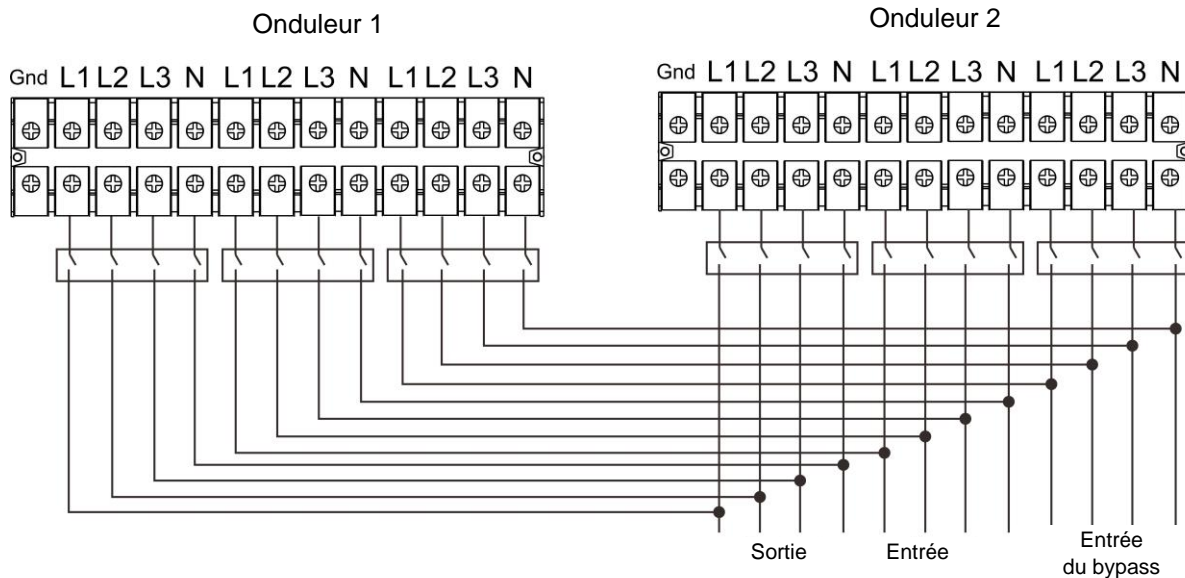 Onduleur 1
Onduleur 2
Gnd L1 L2 L3 N L1 L2 L3 N L1 L2 L3 N
Gnd L1 L2 L3 N L1 L2 L3 N L1 L2 L3 N
Sortie
Entrée
Entrée
du bypass